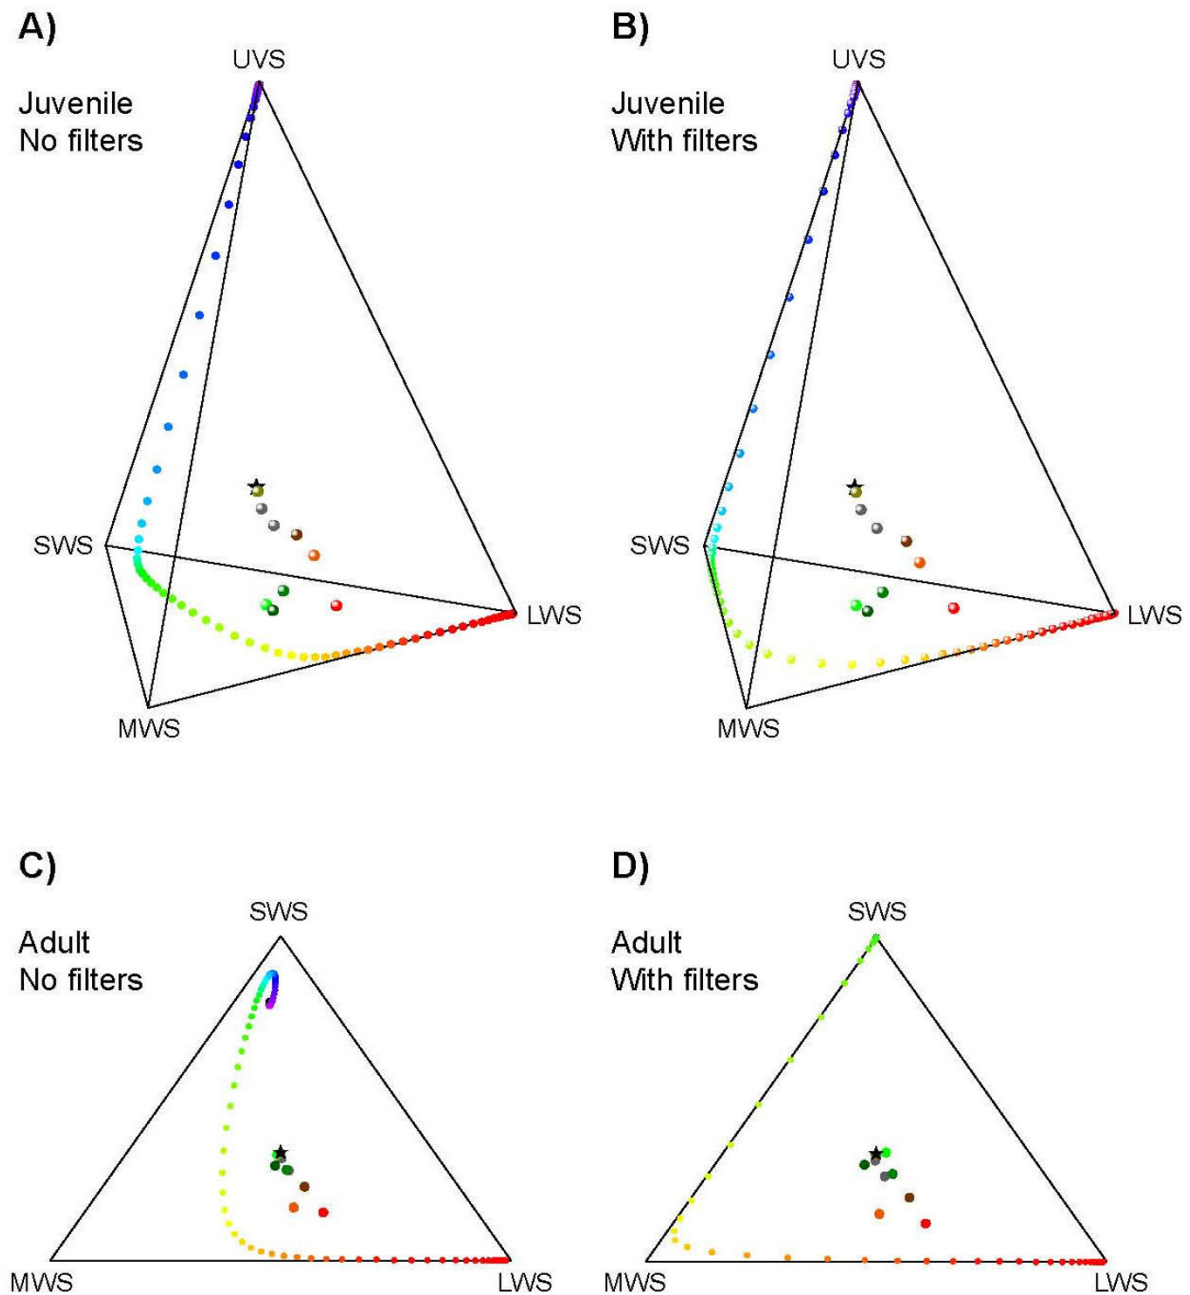 A)
UVS
Juvenile
No filters
SWS
LWS
MWS
B)
UVS
Juvenile
With filters
SWS
LWS
MWS
C)
SWS
Adult
No filters
MWS
LWS
D)
SWS
Adult
With filters
MWS
LWS